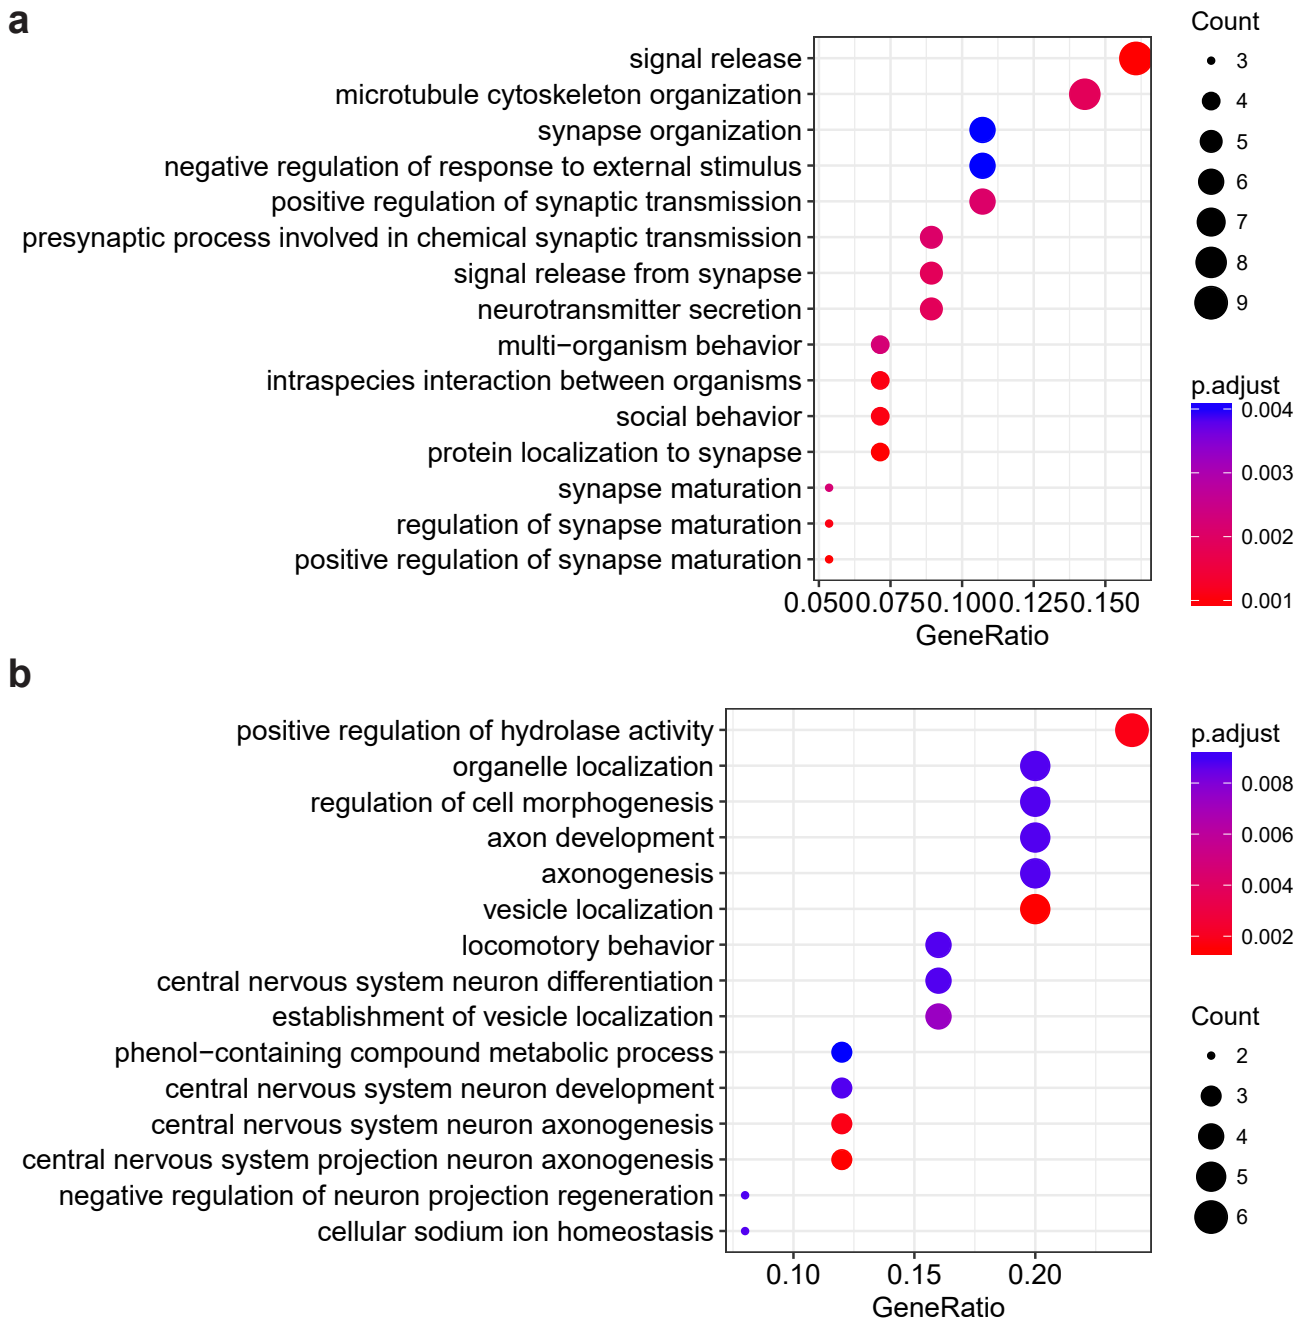 a
signal release
microtubule cytoskeleton organization
synapse organization
negative regulation of response to external stimulus
positive regulation of synaptic transmission
presynaptic process involved in chemical synaptic transmission
signal release from synapse
neurotransmitter secretion
multi−organism behavior
intraspecies interaction between organisms
social behavior
protein localization to synapse
synapse maturation
regulation of synapse maturation
positive regulation of synapse maturation
0.050 0.075 0.100 0.125 0.150
GeneRatio
Count
3
4
5
6
7
8
9
p.adjust
0.004
0.003
0.002
0.001
b
positive regulation of hydrolase activity
organelle localization
regulation of cell morphogenesis
axon development
axonogenesis
vesicle localization
locomotory behavior
central nervous system neuron differentiation
establishment of vesicle localization
phenol−containing compound metabolic process
central nervous system neuron development
central nervous system neuron axonogenesis
central nervous system projection neuron axonogenesis
negative regulation of neuron projection regeneration
cellular sodium ion homeostasis
0.10 0.15 0.20
GeneRatio
p.adjust
0.008
0.006
0.004
0.002
Count
2
3
4
5
6